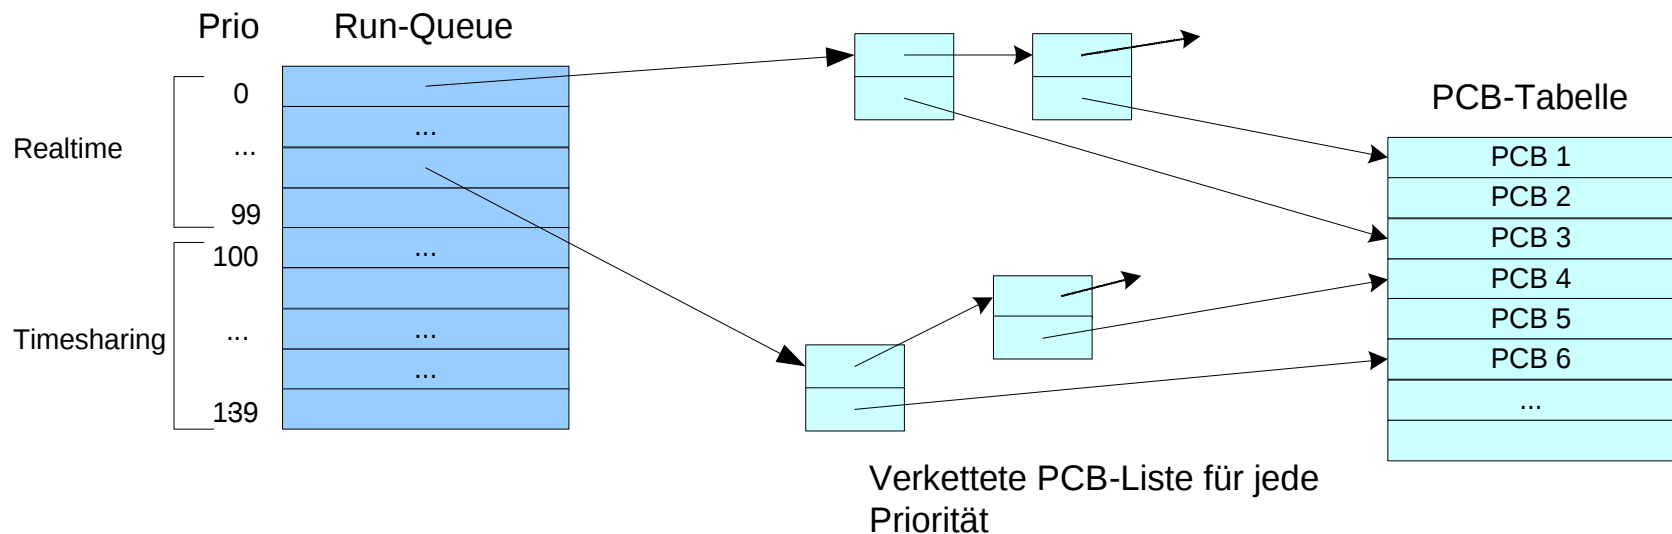 Prio
Run-Queue
0
...
...
99
100
...
...
...
...
139
Realtime
Timesharing
PCB-Tabelle
PCB 1
PCB 2
PCB 3
PCB 4
PCB 5
PCB 6
...
Verkettete PCB-Liste für jede
Priorität